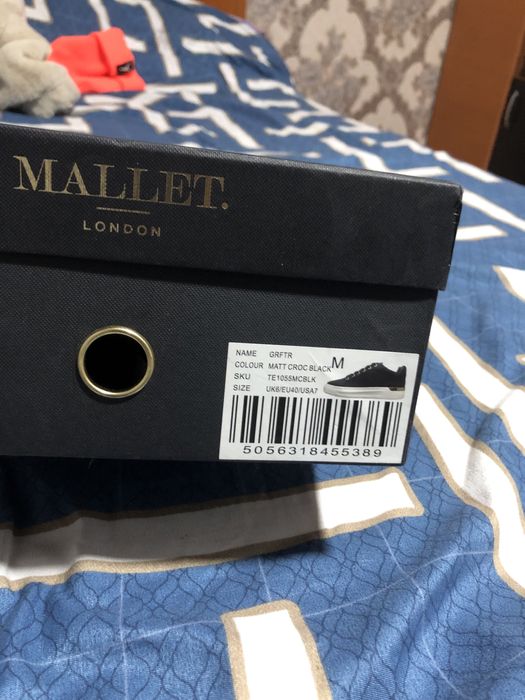 MALLET.
LONDON
NAME GRFTR
COLOUR MATT CROC BLACK M
SKU TE1055MCBLK
SIZE UK6/EU40/USA7
5056318455389